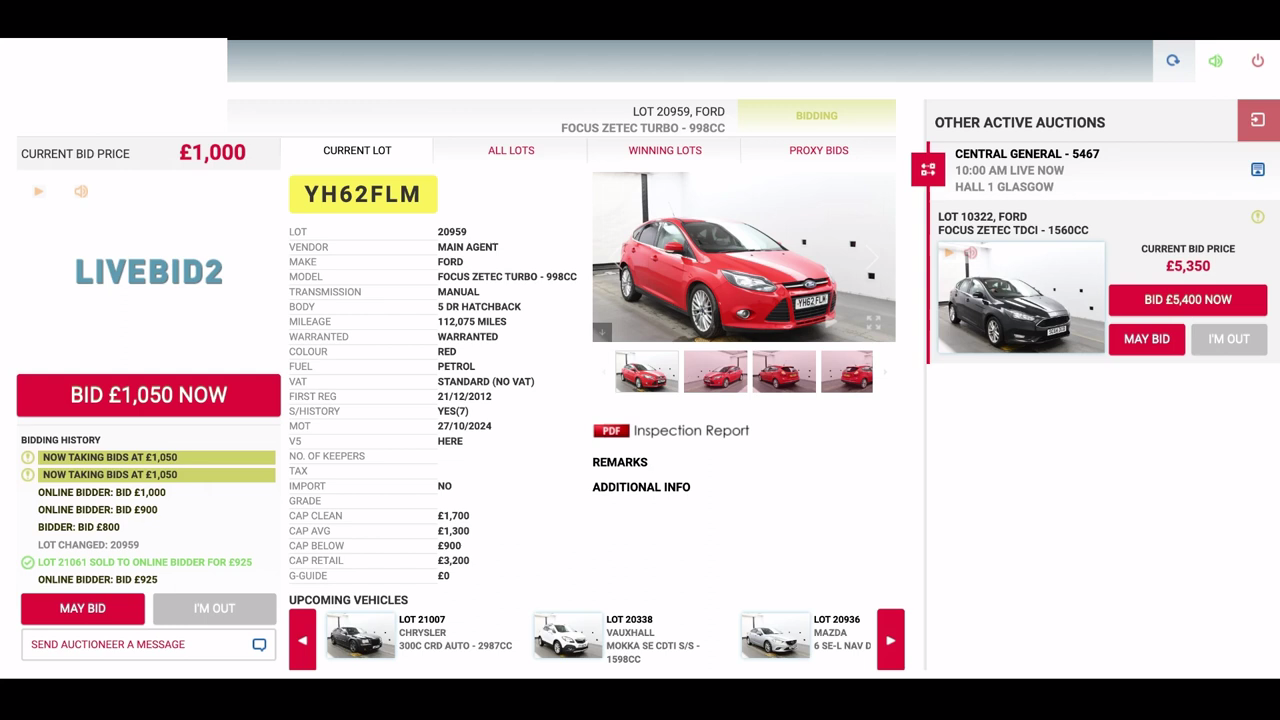 LOT 20959, FORD
FOCUS ZETEC TURBO - 998CC
BIDDING
CURRENT BID PRICE £1,000
CURRENT LOT
ALL LOTS
WINNING LOTS
PROXY BIDS
LIVEBID2
BID £1,050 NOW
BIDDING HISTORY
NOW TAKING BIDS AT £1,050
NOW TAKING BIDS AT £1,050
ONLINE BIDDER: BID £1,000
ONLINE BIDDER: BID £900
BIDDER: BID £800
LOT CHANGED: 20959
LOT 21061 SOLD TO ONLINE BIDDER FOR £925
ONLINE BIDDER: BID £925
MAY BID
I'M OUT
SEND AUCTIONEER A MESSAGE
YH62FLM
LOT 20959
VENDOR MAIN AGENT
MAKE FORD
MODEL FOCUS ZETEC TURBO - 998CC
TRANSMISSION MANUAL
BODY 5 DR HATCHBACK
MILEAGE 112,075 MILES
WARRANTED WARRANTED
COLOUR RED
FUEL PETROL
VAT STANDARD (NO VAT)
FIRST REG 21/12/2012
S/HISTORY YES(7)
MOT 27/10/2024
V5 HERE
NO. OF KEEPERS
TAX
IMPORT NO
GRADE
CAP CLEAN £1,700
CAP AVG £1,300
CAP BELOW £900
CAP RETAIL £3,200
G-GUIDE £0
YH62 FLM
PDF Inspection Report
REMARKS
ADDITIONAL INFO
UPCOMING VEHICLES
LOT 21007
CHRYSLER
300C CRD AUTO - 2987CC
LOT 20338
VAUXHALL
MOKKA SE CDTI S/S -
1598CC
LOT 20936
MAZDA
6 SE-L NAV D
OTHER ACTIVE AUCTIONS
CENTRAL GENERAL - 5467
10:00 AM LIVE NOW
HALL 1 GLASGOW
LOT 10322, FORD
FOCUS ZETEC TDCI - 1560CC
CURRENT BID PRICE
£5,350
BID £5,400 NOW
MAY BID
I'M OUT